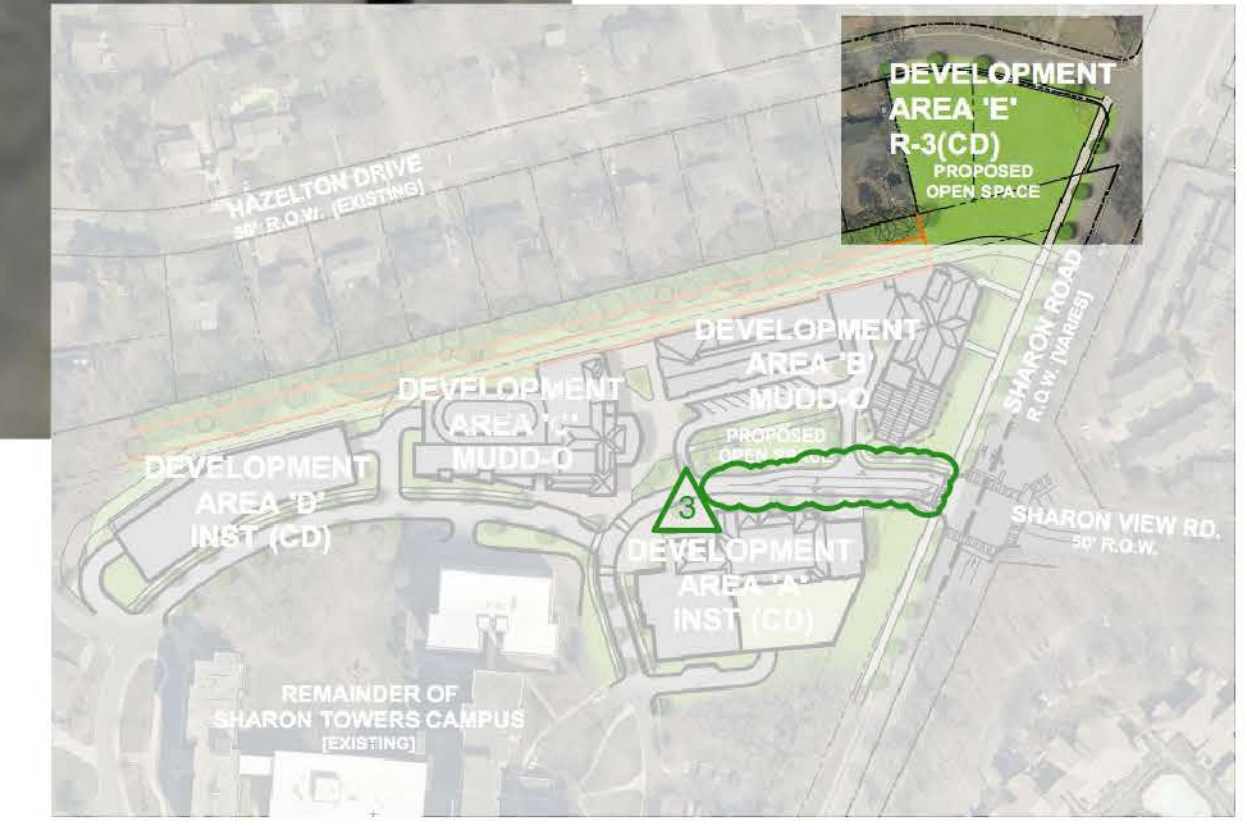 DEVELOPMENT
AREA 'E'
R-3(CD)
PROPOSED
OPEN SPACE
HAZELTON DRIVE
50' R.O.W. [EXISTING]
SHARON ROAD
R.O.W. [VARIES]
DEVELOPMENT
AREA 'B'
MUDD-O
DEVELOPMENT
AREA 'C'
MUDD-O
PROPOSED
OPEN SPACE
DEVELOPMENT
AREA 'D'
INST (CD)
3
SHARON VIEW RD.
50' R.O.W.
DEVELOPMENT
AREA 'A'
INST (CD)
REMAINDER OF
SHARON TOWERS CAMPUS
[EXISTING]